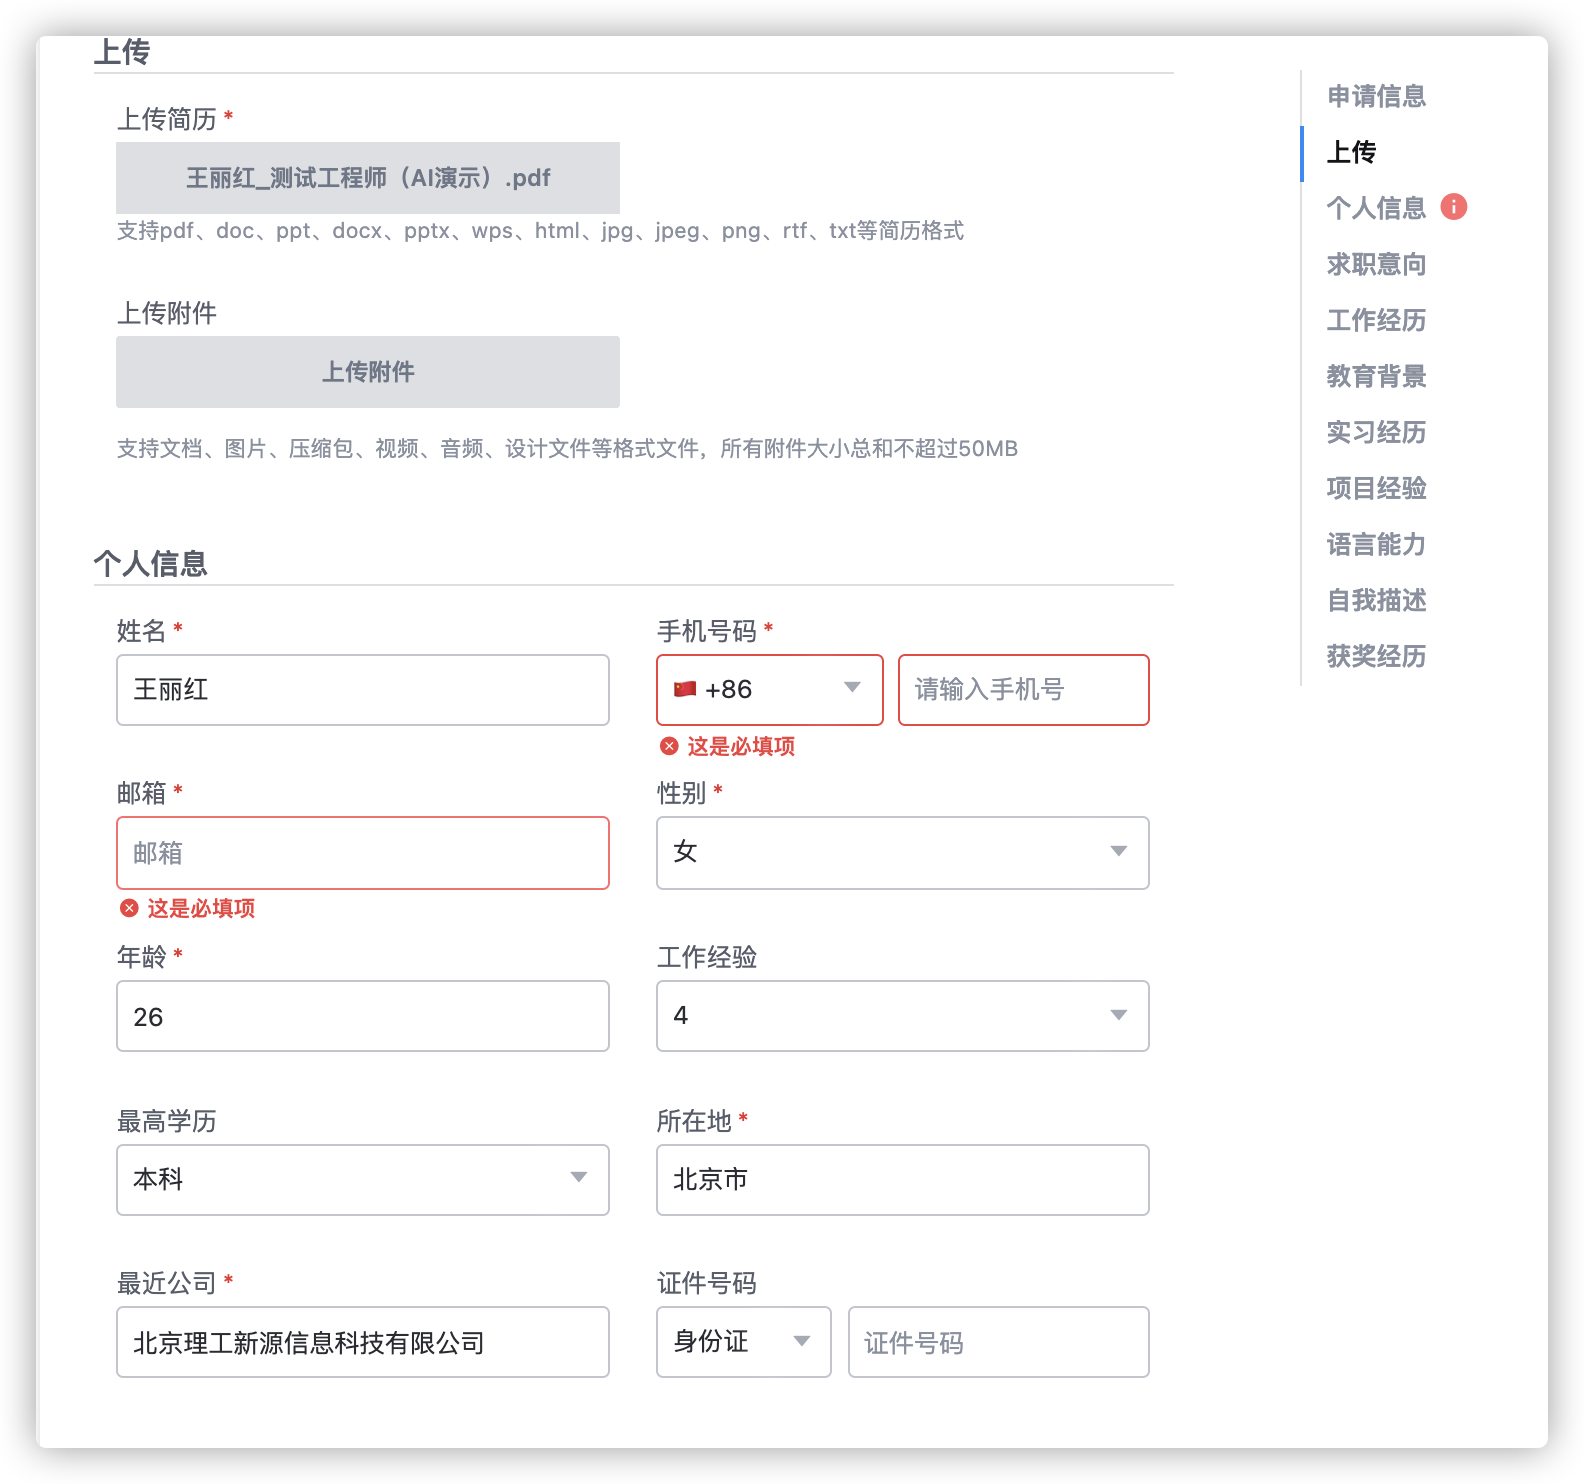 上传
上传简历 *
王丽红_测试工程师（AI演示）.pdf
支持pdf、doc、ppt、docx、pptx、wps、html、jpg、jpeg、png、rtf、txt等简历格式
上传附件
上传附件
支持文档、图片、压缩包、视频、音频、设计文件等格式文件，所有附件大小总和不超过50MB
个人信息
姓名 *
王丽红
手机号码 *
🇨🇳 +86
请输入手机号
这是必填项
邮箱 *
邮箱
这是必填项
性别 *
女
年龄 *
26
工作经验
4
最高学历
本科
所在地 *
北京市
最近公司 *
北京理工新源信息科技有限公司
证件号码
身份证
证件号码
申请信息
上传
个人信息
求职意向
工作经历
教育背景
实习经历
项目经验
语言能力
自我描述
获奖经历